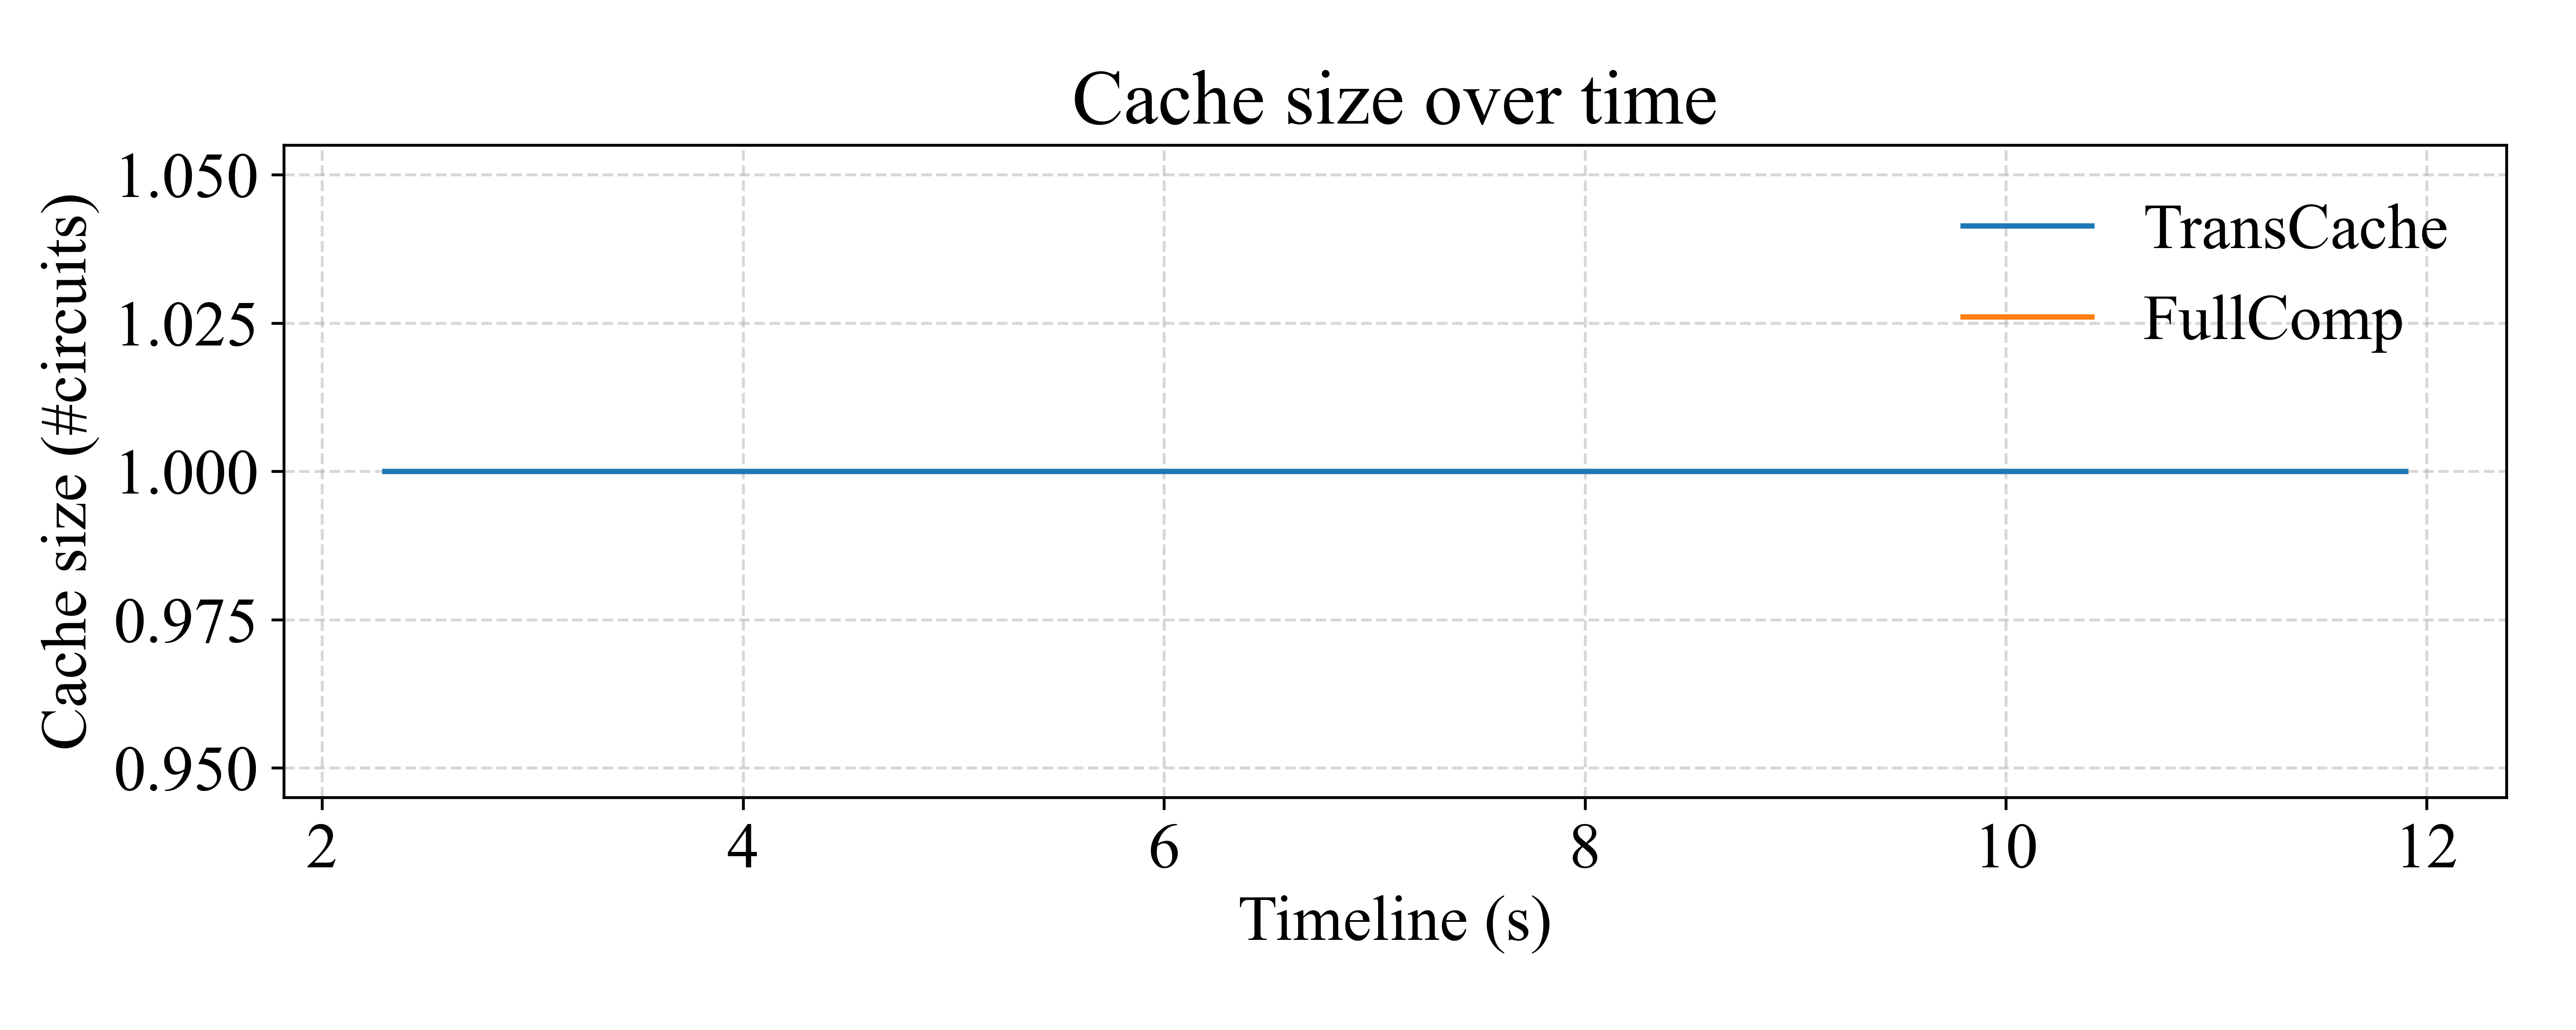 Cache size over time
Cache size (#circuits)
1.050
1.025
1.000
0.975
0.950
TransCache
FullComp
2 4 6 8 10 12
Timeline (s)